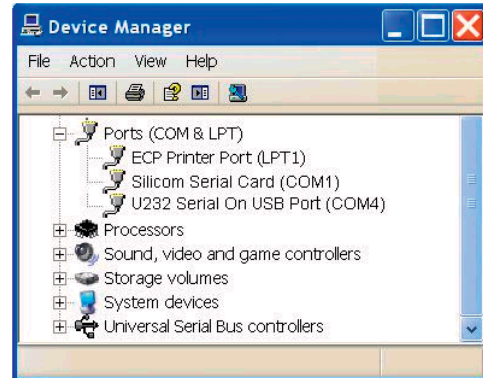 Device Manager
File Action View Help
Ports (COM & LPT)
ECP Printer Port (LPT1)
Silicom Serial Card (COM1)
U232 Serial On USB Port (COM4)
Processors
Sound, video and game controllers
Storage volumes
System devices
Universal Serial Bus controllers